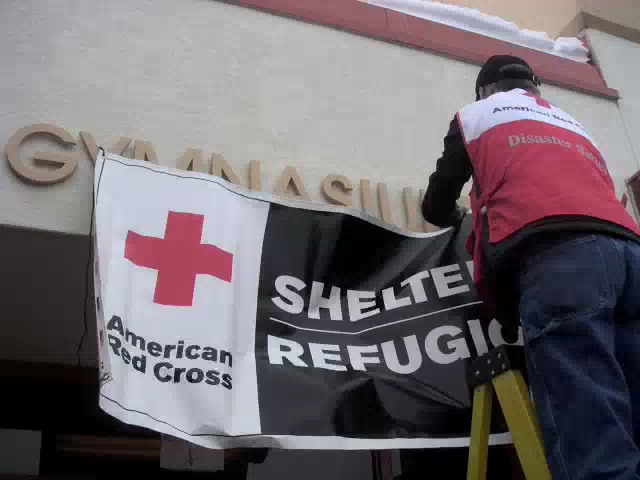 GYMNASIU
American
Red Cross
SHELTE
REFUGIO
American Red
Disaster